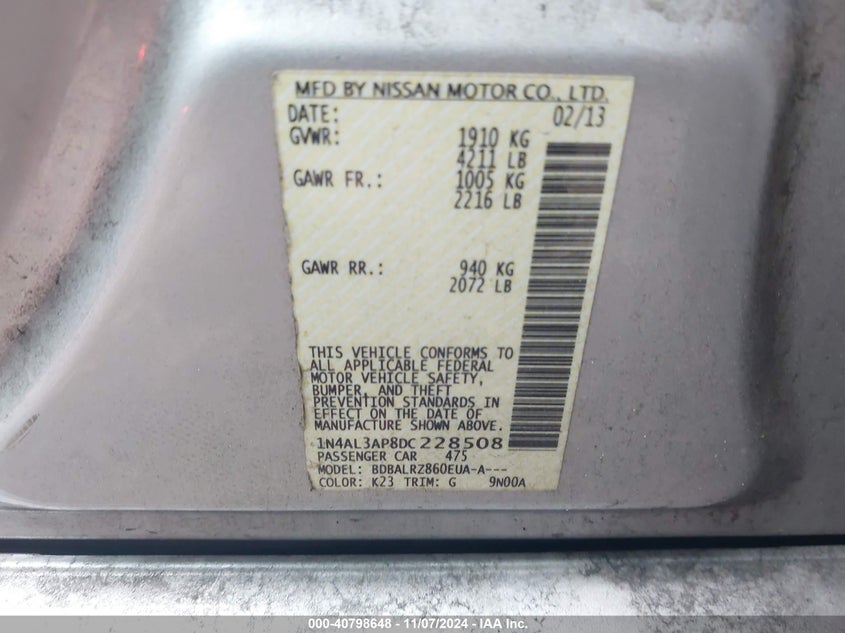 MFD BY NISSAN MOTOR CO., LTD.
DATE: 02/13
GVWR: 1910 KG
4211 LB
GAWR FR.: 1005 KG
2216 LB
GAWR RR.: 940 KG
2072 LB
THIS VEHICLE CONFORMS TO
ALL APPLICABLE FEDERAL
MOTOR VEHICLE SAFETY,
BUMPER, AND THEFT
PREVENTION STANDARDS IN
EFFECT ON THE DATE OF
MANUFACTURE SHOWN ABOVE.
1N4AL3AP8DC228508
PASSENGER CAR 475
MODEL: BDBALRZ860EUA-A---
COLOR: K23 TRIM: G 9N00A
000-40798648 - 11/07/2024 - IAA Inc.